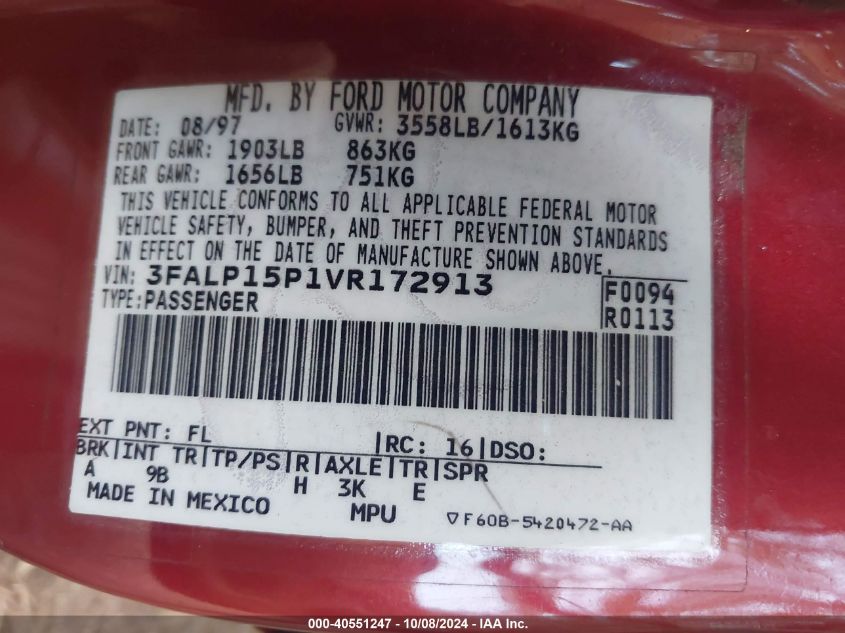 MFD. BY FORD MOTOR COMPANY
DATE: 08/97 GVWR: 3558LB/1613KG
FRONT GAWR: 1903LB 863KG
REAR GAWR: 1656LB 751KG
THIS VEHICLE CONFORMS TO ALL APPLICABLE FEDERAL MOTOR
VEHICLE SAFETY, BUMPER, AND THEFT PREVENTION STANDARDS
IN EFFECT ON THE DATE OF MANUFACTURE SHOWN ABOVE.
VIN: 3FALP15P1VR172913 F0094
TYPE:PASSENGER R0113
EXT PNT: FL |RC: 16|DSO:
BRK|INT TR|TP/PS|R|AXLE|TR|SPR
A 9B H 3K E
MADE IN MEXICO MPU ▽F60B-5420472-AA
000-40551247 - 10/08/2024 - IAA Inc.